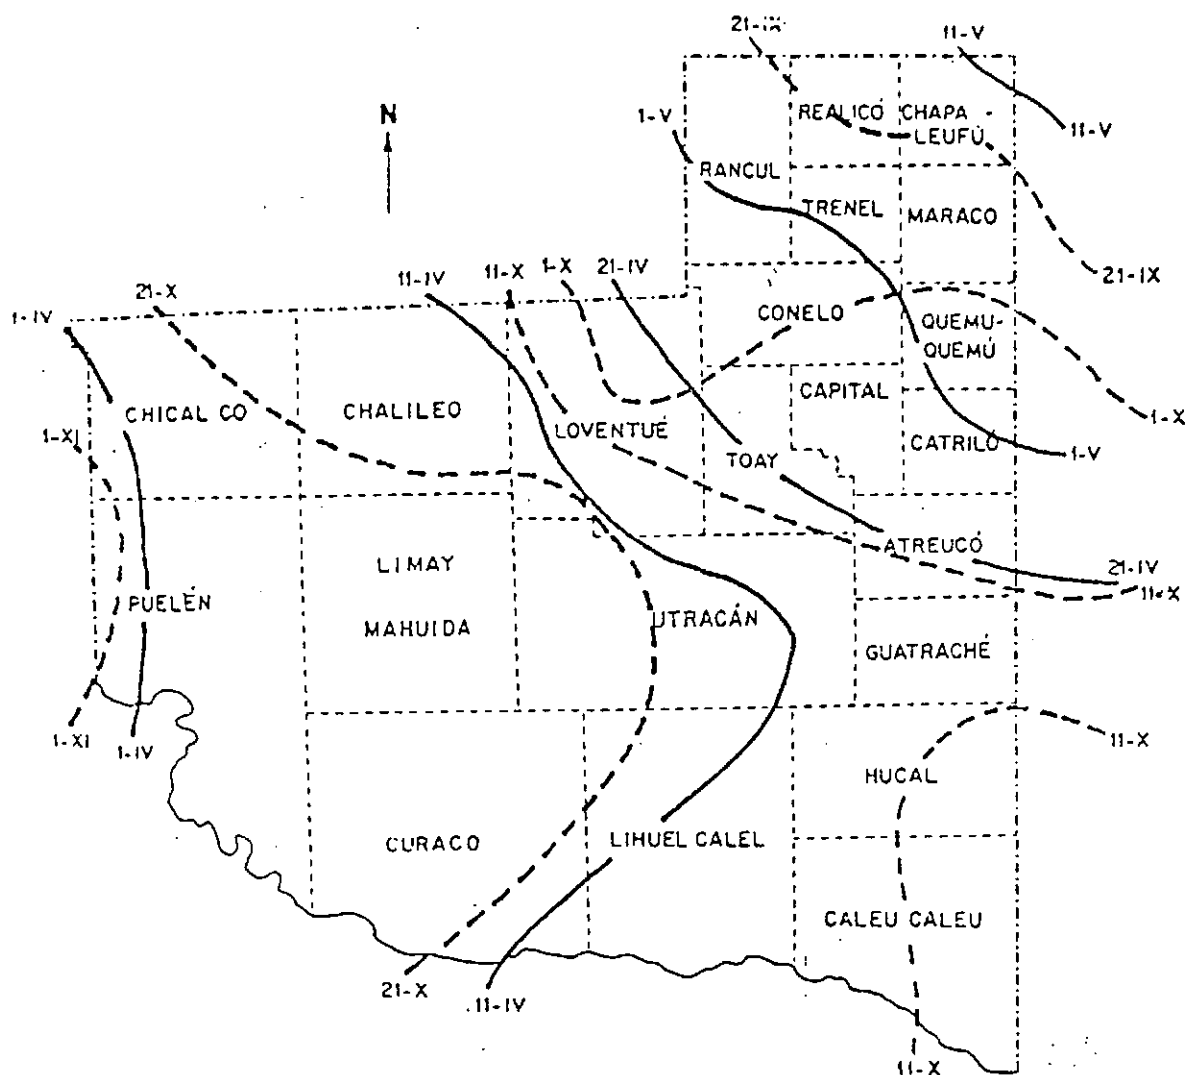 21-IX
11-V
N
1-V
REALICÓ
CHAPA-
LEUFÚ
11-V
RANCUL
TRENEL
MARACO
21-IX
11-IV
11-X
1-X
21-IV
21-X
1-IV
CONELO
QUEMU-
QUEMÚ
CHICAL CO
CHALILEO
LOVENTUÉ
CAPITAL
1-X
1-XI
TOAY
CATRILÓ
1-V
LIMAY
MAHUIDA
ATREUCÓ
21-IV
11-X
PUELÉN
UTRACÁN
GUATRACHÉ
1-XI
1-IV
11-X
HUCAL
CURACO
LIHUEL CALEL
CALEU CALEU
21-X
11-IV
11-X